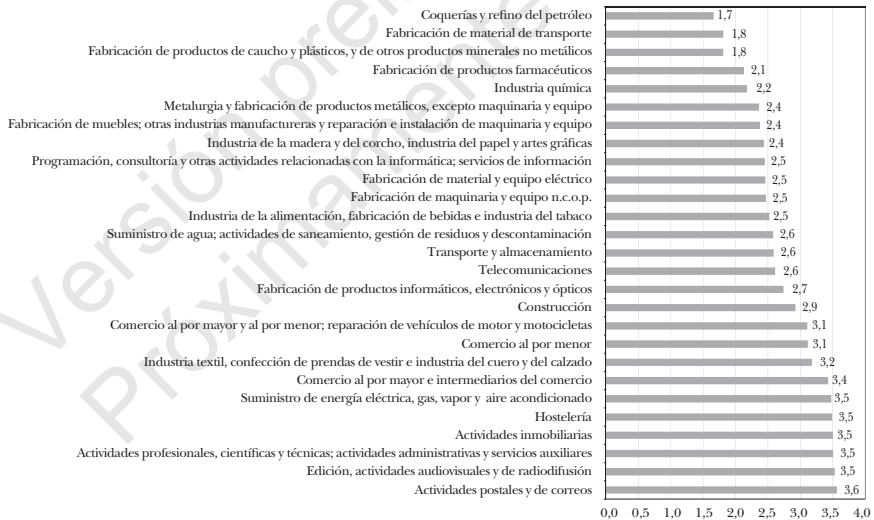 Coquerías y refino del petróleo 1,7
Fabricación de material de transporte 1,8
Fabricación de productos de caucho y plásticos, y de otros productos minerales no metálicos 1,8
Fabricación de productos farmacéuticos 2,1
Industria química 2,2
Metalurgia y fabricación de productos metálicos, excepto maquinaria y equipo 2,4
Fabricación de muebles; otras industrias manufactureras y reparación e instalación de maquinaria y equipo 2,4
Industria de la madera y del corcho, industria del papel y artes gráficas 2,4
Programación, consultoría y otras actividades relacionadas con la informática; servicios de información 2,5
Fabricación de material y equipo eléctrico 2,5
Fabricación de maquinaria y equipo n.c.o.p. 2,5
Industria de la alimentación, fabricación de bebidas e industria del tabaco 2,5
Suministro de agua; actividades de saneamiento, gestión de residuos y descontaminación 2,6
Transporte y almacenamiento 2,6
Telecomunicaciones 2,6
Fabricación de productos informáticos, electrónicos y ópticos 2,7
Construcción 2,9
Comercio al por mayor y al por menor; reparación de vehículos de motor y motocicletas 3,1
Comercio al por menor 3,1
Industria textil, confección de prendas de vestir e industria del cuero y del calzado 3,2
Comercio al por mayor e intermediarios del comercio 3,4
Suministro de energía eléctrica, gas, vapor y aire acondicionado 3,5
Hostelería 3,5
Actividades inmobiliarias 3,5
Actividades profesionales, científicas y técnicas; actividades administrativas y servicios auxiliares 3,5
Edición, actividades audiovisuales y de radiodifusión 3,5
Actividades postales y de correos 3,6
0,0 0,5 1,0 1,5 2,0 2,5 3,0 3,5 4,0
Versión pre
Próximamente